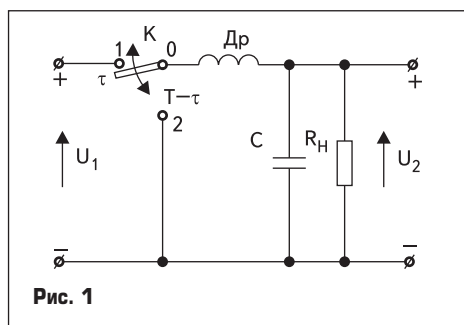 K
1
0
Др
+
τ
T–τ
+
2
U₁
C
Rн
U₂
–
–
Рис. 1